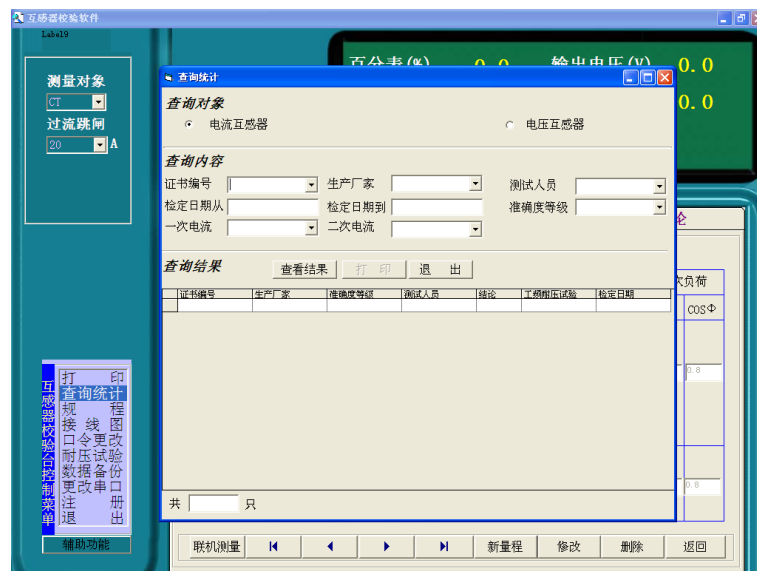 互感器校验软件
Label9
百分表(%) 0.0 输出电压(V) 0.0
0.0
测量对象
CT
过流跳闸
20 A
查询统计
查询对象
电流互感器 电压互感器
查询内容
证书编号 生产厂家 测试人员
检定日期从 检定日期到 准确度等级
一次电流 二次电流
查询结果 查看结果 打 印 退 出
证书编号 生产厂家 准确度等级 测试人员 结论 工频耐压试验 检定日期
共 只
论
次负荷
COSΦ
0.8
0.8
互感器校验台控制菜单
打 印
查询统计
规 程
接 线 图
口令更改
耐压试验
数据备份
更改串口
注 册
退 出
辅助功能
联机测量 新量程 修改 删除 返回